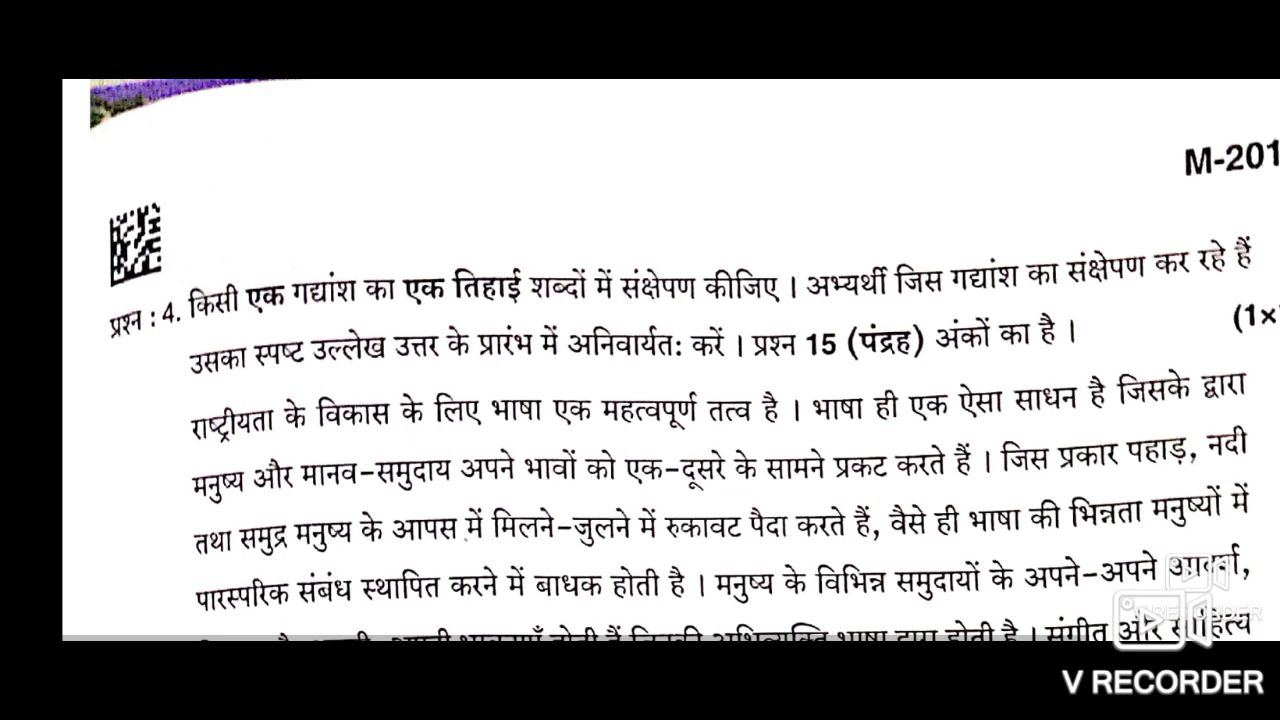 M-201
प्रश्न : 4. किसी एक गद्यांश का एक तिहाई शब्दों में संक्षेपण कीजिए । अभ्यर्थी जिस गद्यांश का संक्षेपण कर रहे हैं
उसका स्पष्ट उल्लेख उत्तर के प्रारंभ में अनिवार्यत: करें । प्रश्न 15 (पंद्रह) अंकों का है ।
(1×
राष्ट्रीयता के विकास के लिए भाषा एक महत्वपूर्ण तत्व है । भाषा ही एक ऐसा साधन है जिसके द्वारा
मनुष्य और मानव-समुदाय अपने भावों को एक-दूसरे के सामने प्रकट करते हैं । जिस प्रकार पहाड़, नदी
तथा समुद्र मनुष्य के आपस में मिलने-जुलने में रुकावट पैदा करते हैं, वैसे ही भाषा की भिन्नता मनुष्यों में
पारस्परिक संबंध स्थापित करने में बाधक होती है । मनुष्य के विभिन्न समुदायों के अपने-अपने
होती है । संगीत और साहित्य
V RECORDER